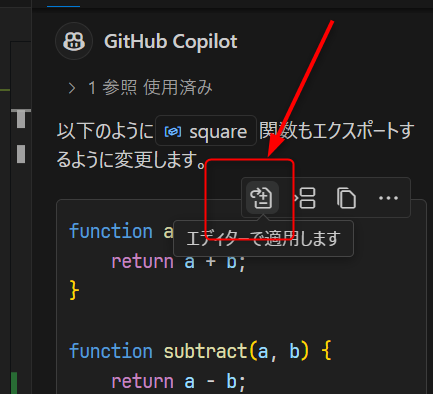 GitHub Copilot
1 参照 使用済み
以下のように square 関数もエクスポートす
るように変更します。
エディターで適用します
function a
return a + b;
}
function subtract(a, b) {
return a - b;